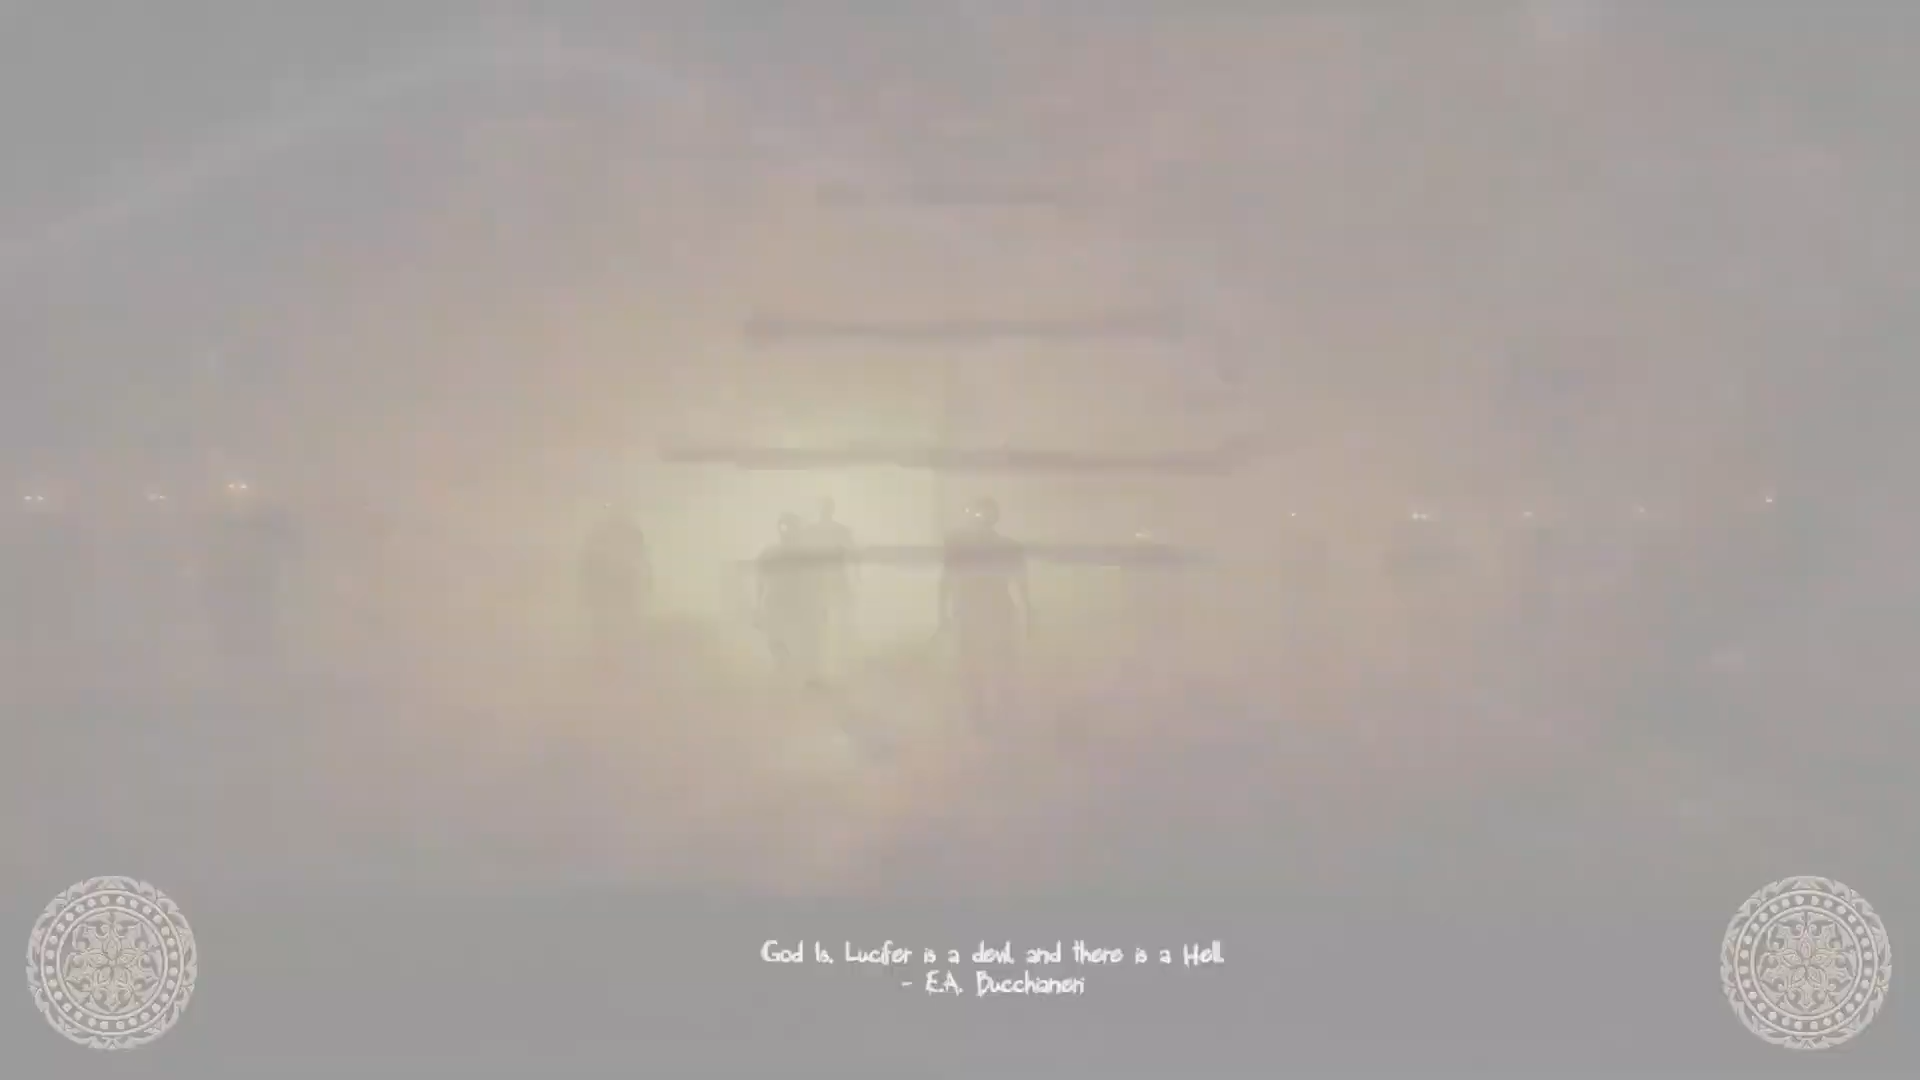 God Is, Lucifer is a devil, and there is a Hell.
- E.A. Bucchianeri